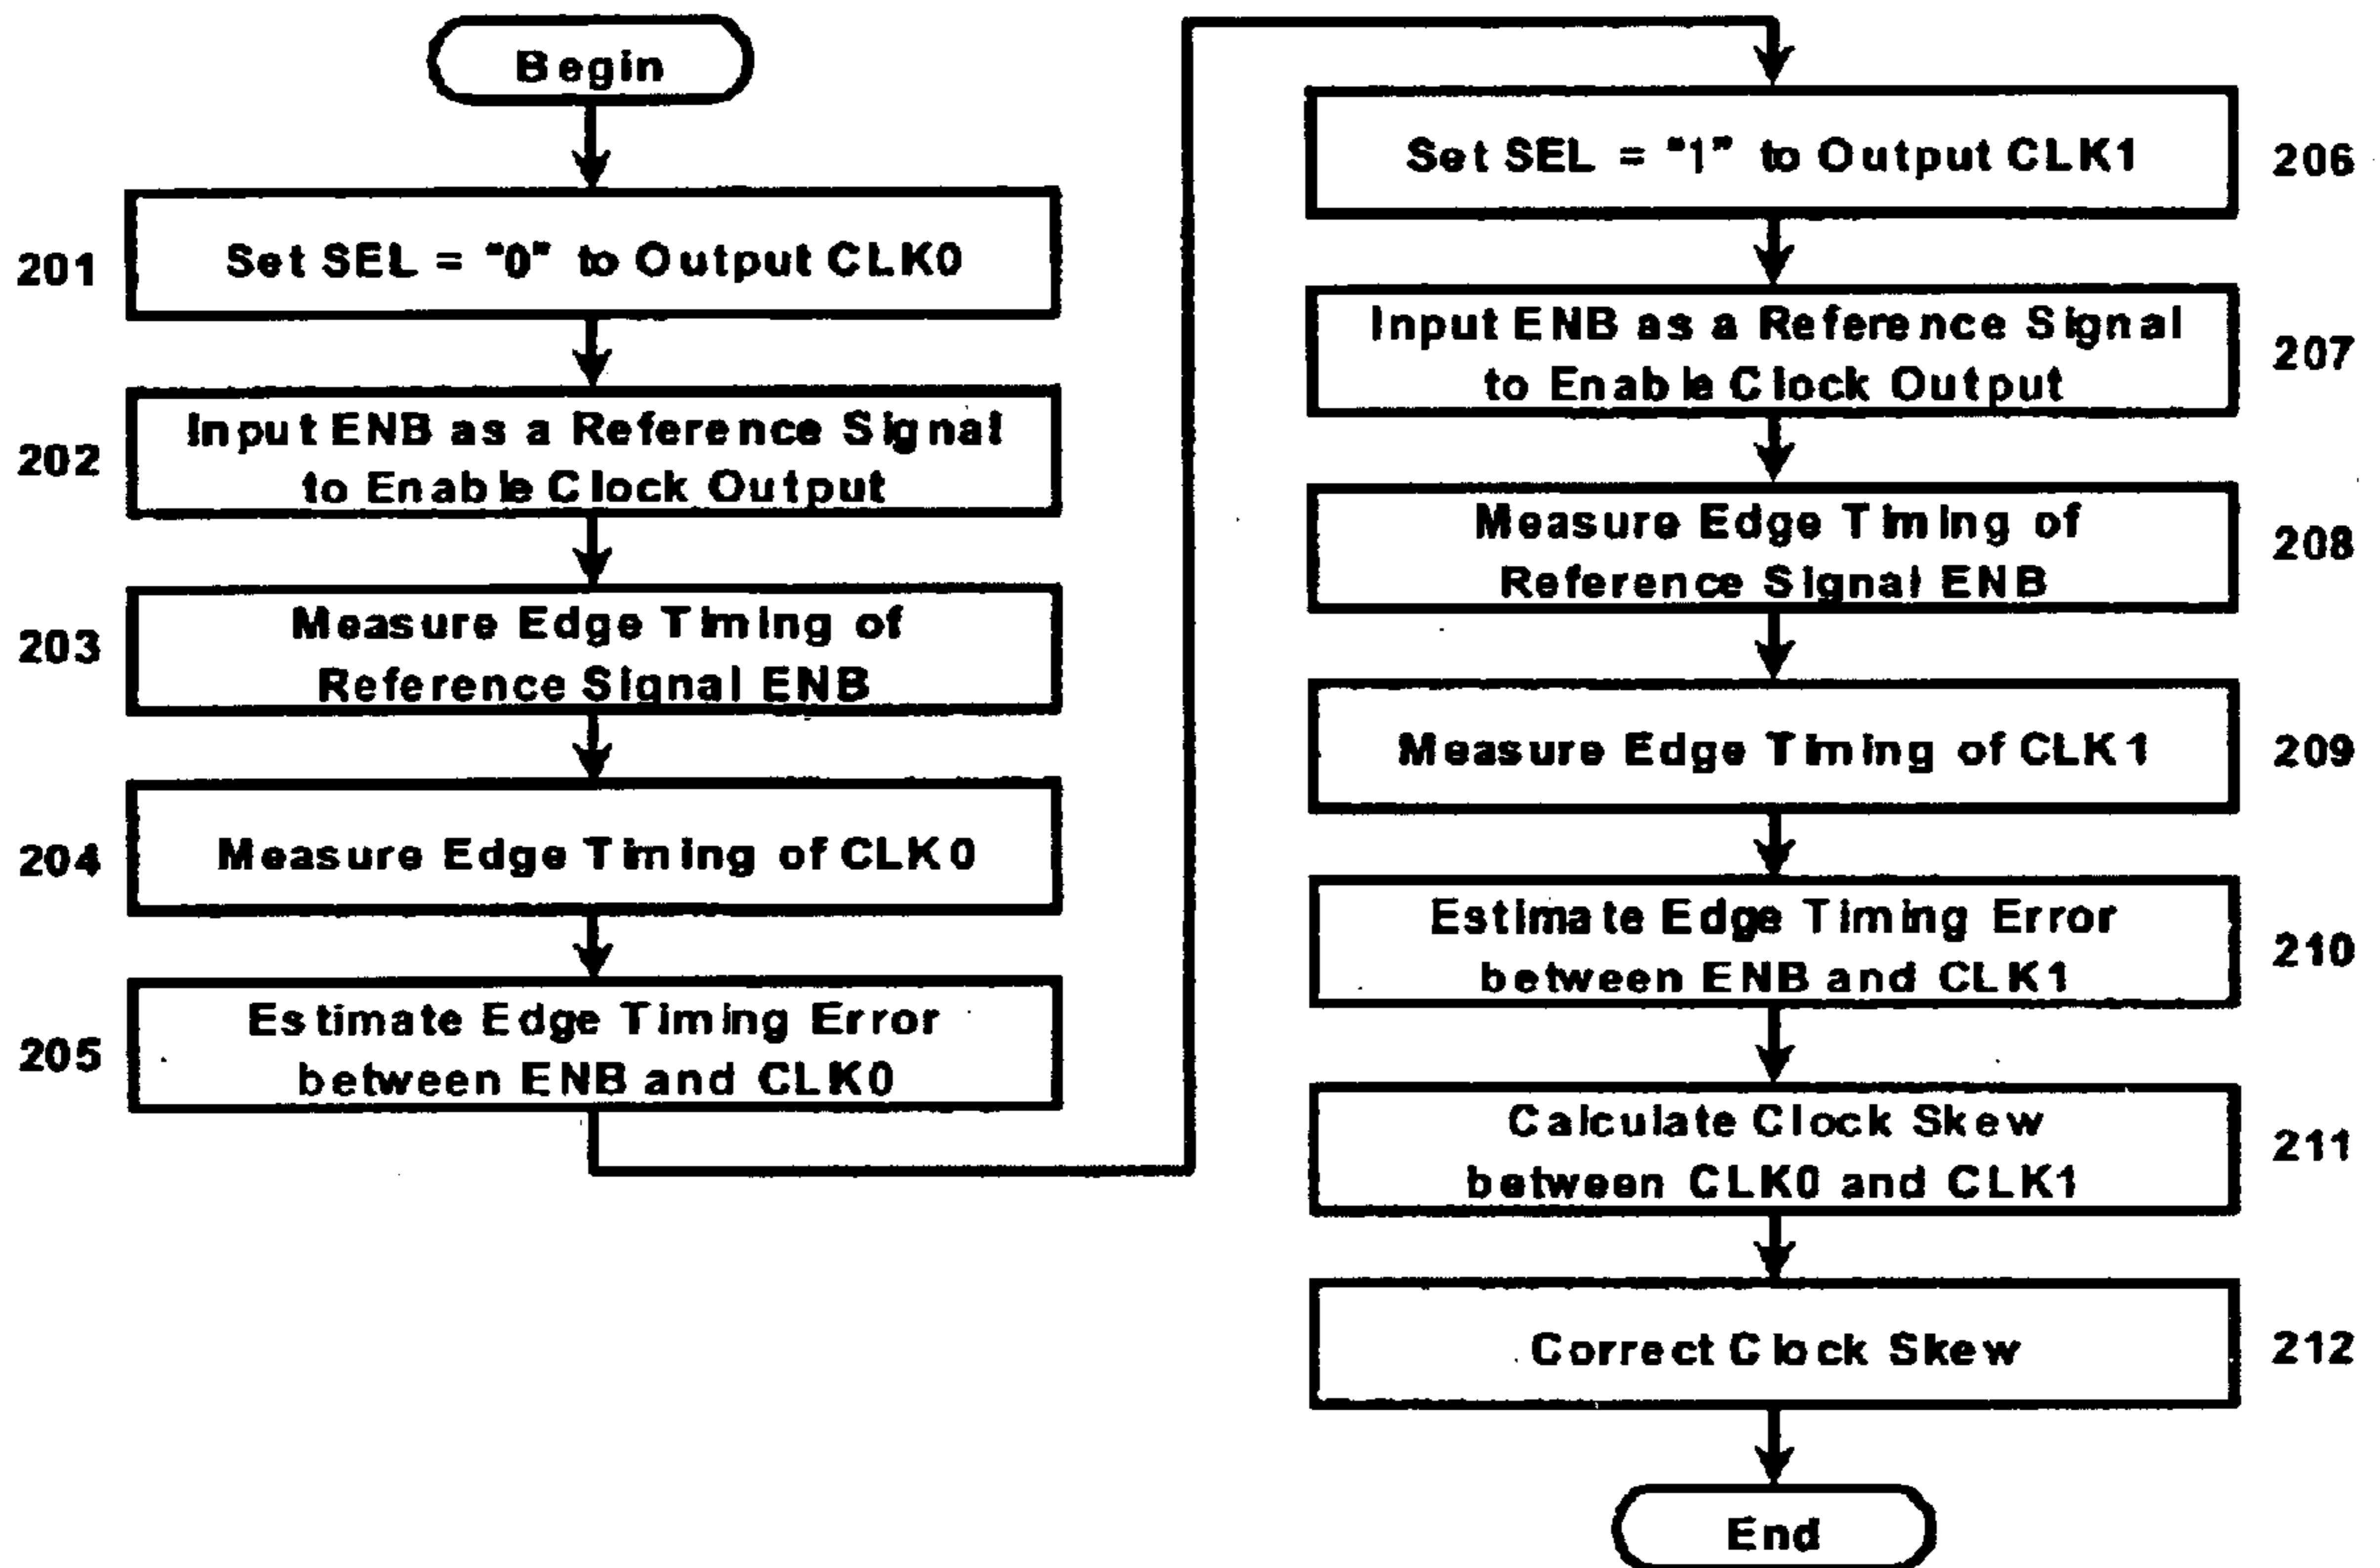 Begin
201
Set SEL = "0" to Output CLK0
202
Input ENB as a Reference Signal
to Enable Clock Output
203
Measure Edge Timing of
Reference Signal ENB
204
Measure Edge Timing of CLK0
205
Estimate Edge Timing Error
between ENB and CLK0
Set SEL = "1" to Output CLK1
206
Input ENB as a Reference Signal
to Enable Clock Output
207
Measure Edge Timing of
Reference Signal ENB
208
Measure Edge Timing of CLK1
209
Estimate Edge Timing Error
between ENB and CLK1
210
Calculate Clock Skew
between CLK0 and CLK1
211
Correct Clock Skew
212
End